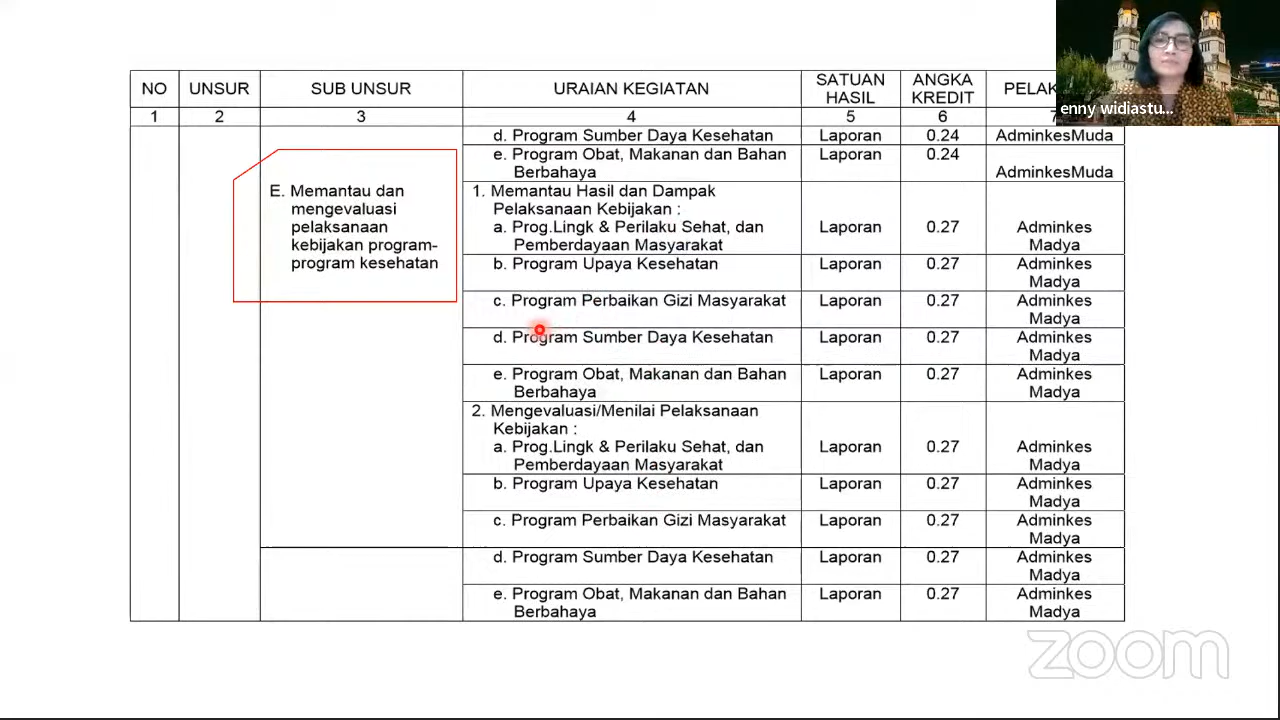 enny widiastu...
NO UNSUR SUB UNSUR URAIAN KEGIATAN SATUAN HASIL ANGKA KREDIT
1 2 3 4 5 6 7
d. Program Sumber Daya Kesehatan Laporan 0.24 AdminkesMuda
e. Program Obat, Makanan dan Bahan Laporan 0.24
Berbahaya AdminkesMuda
E. Memantau dan 1. Memantau Hasil dan Dampak
mengevaluasi Pelaksanaan Kebijakan :
pelaksanaan a. Prog.Lingk & Perilaku Sehat, dan Laporan 0.27 Adminkes
kebijakan program- Pemberdayaan Masyarakat Madya
program kesehatan b. Program Upaya Kesehatan Laporan 0.27 Adminkes
Madya
c. Program Perbaikan Gizi Masyarakat Laporan 0.27 Adminkes
Madya
d. Program Sumber Daya Kesehatan Laporan 0.27 Adminkes
Madya
e. Program Obat, Makanan dan Bahan Laporan 0.27 Adminkes
Berbahaya Madya
2. Mengevaluasi/Menilai Pelaksanaan
Kebijakan :
a. Prog.Lingk & Perilaku Sehat, dan Laporan 0.27 Adminkes
Pemberdayaan Masyarakat Madya
b. Program Upaya Kesehatan Laporan 0.27 Adminkes
Madya
c. Program Perbaikan Gizi Masyarakat Laporan 0.27 Adminkes
Madya
d. Program Sumber Daya Kesehatan Laporan 0.27 Adminkes
Madya
e. Program Obat, Makanan dan Bahan Laporan 0.27 Adminkes
Berbahaya Madya
zoom